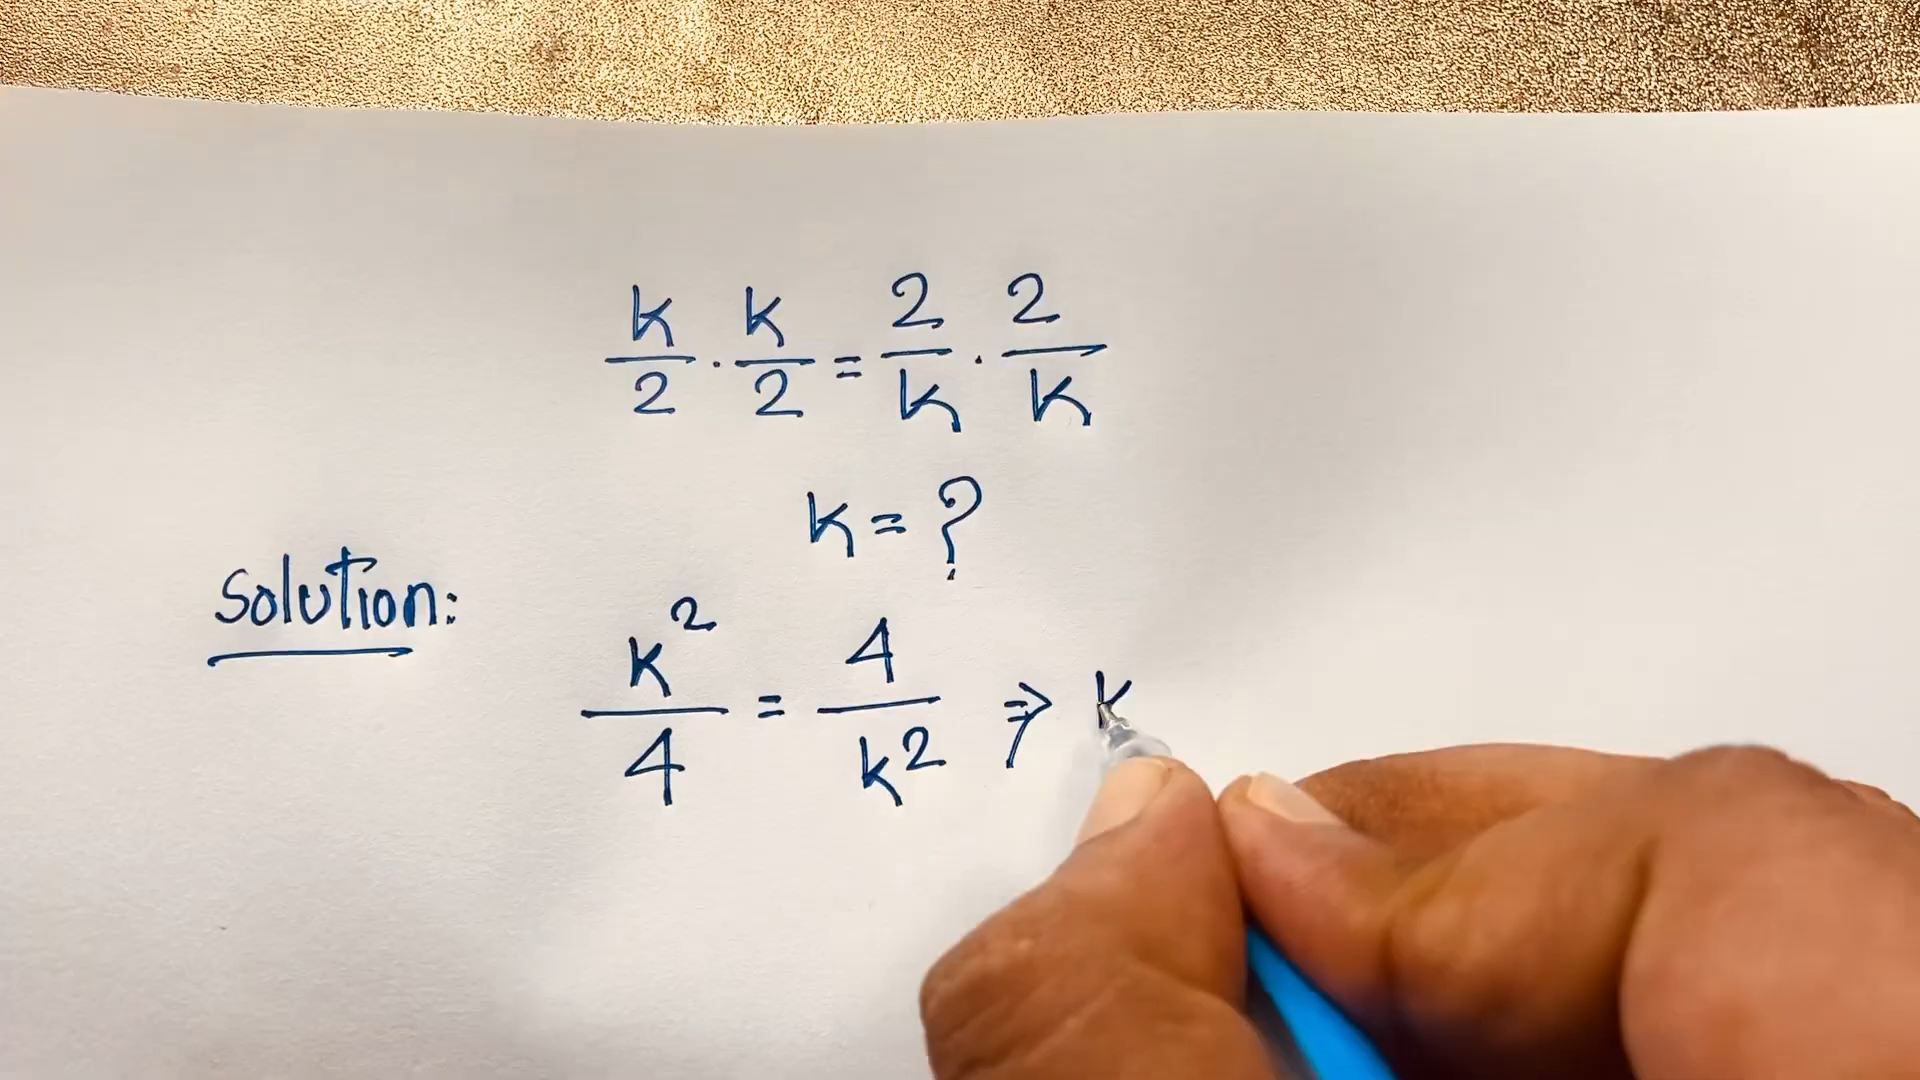 k/2 · k/2 = 2/k · 2/k
k = ?
Solution:
k²/4 = 4/k² ⇒ k